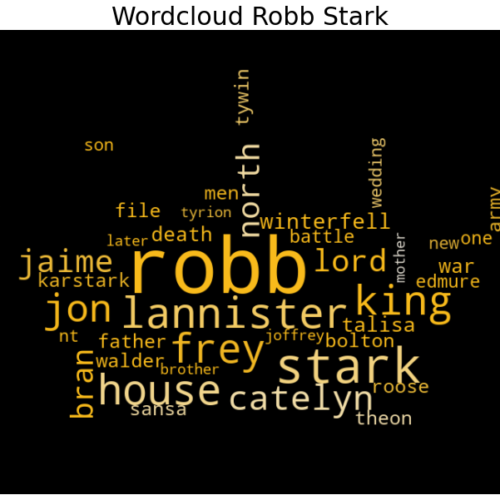 Wordcloud Robb Stark
tywin
son
north
wedding
men
army
file
tyrion
winterfell
later
death
battle
mother
new
one
jaime
robb
lord
war
karstark
edmure
jon
lannister
king
talisa
nt
father
frey
joffrey
bolton
bran
walder
brother
stark
house
catelyn
roose
sansa
theon